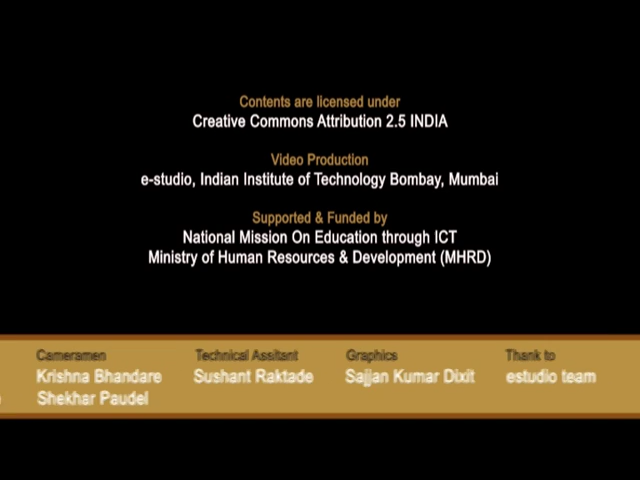 Contents are licensed under
Creative Commons Attribution 2.5 INDIA
Video Production
e-studio, Indian Institute of Technology Bombay, Mumbai
Supported & Funded by
National Mission On Education through ICT
Ministry of Human Resources & Development (MHRD)
Cameramen
Krishna Bhandare
Shekhar Paudel
Technical Assitant
Sushant Raktade
Graphics
Sajjan Kumar Dixit
Thank to
estudio team